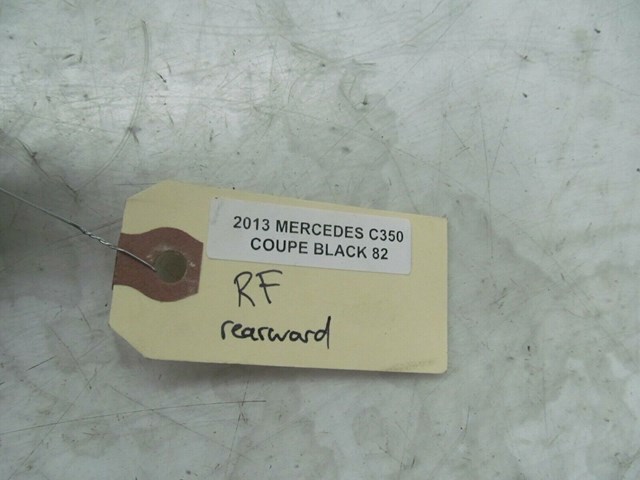 2013 MERCEDES C350
COUPE BLACK 82
RF
rearward